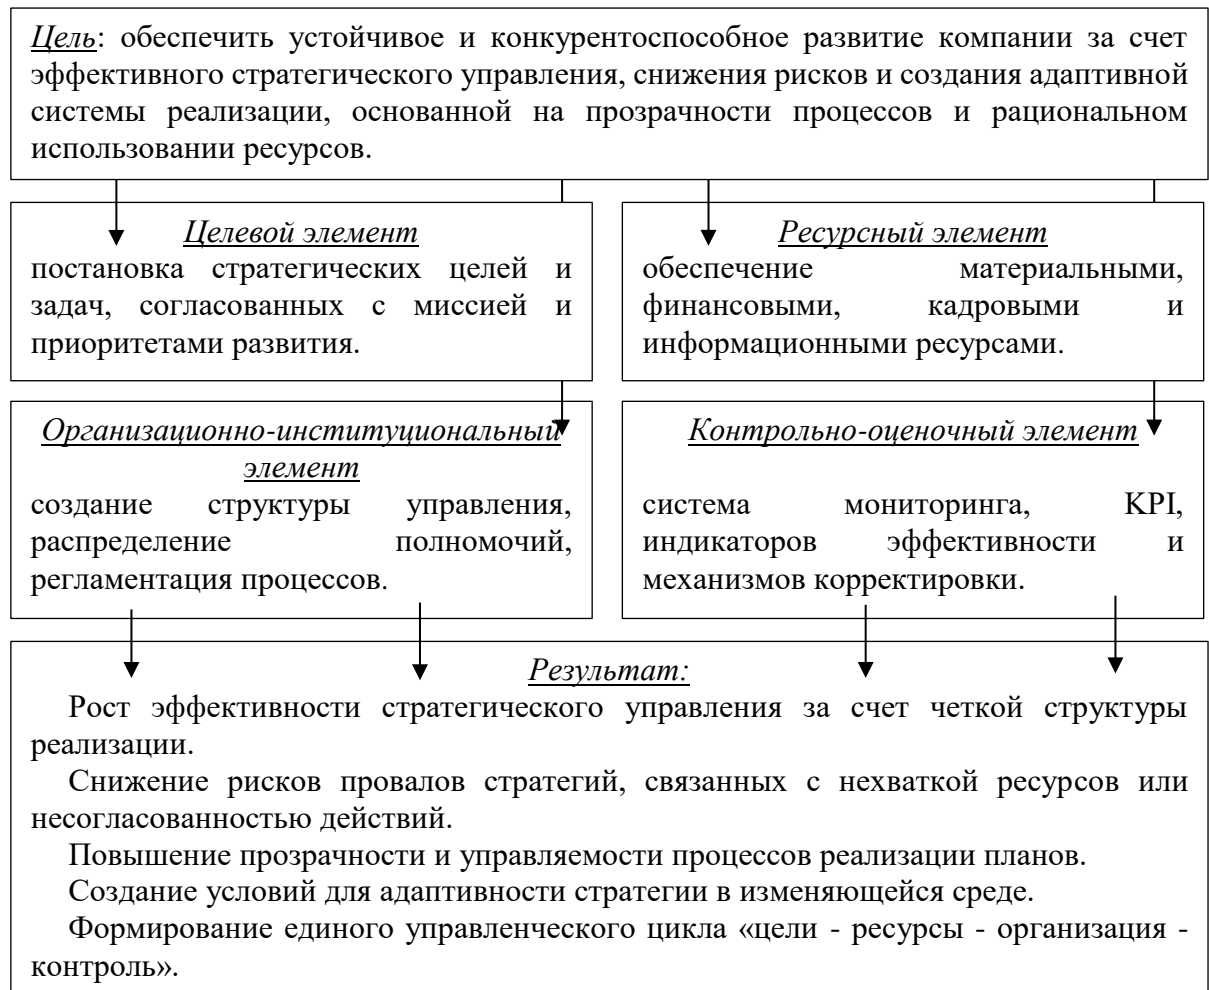 Цель: обеспечить устойчивое и конкурентоспособное развитие компании за счет
эффективного стратегического управления, снижения рисков и создания адаптивной
системы реализации, основанной на прозрачности процессов и рациональном
использовании ресурсов.
Целевой элемент
постановка стратегических целей и
задач, согласованных с миссией и
приоритетами развития.
Ресурсный элемент
обеспечение материальными,
финансовыми, кадровыми и
информационными ресурсами.
Организационно-институциональный
элемент
создание структуры управления,
распределение полномочий,
регламентация процессов.
Контрольно-оценочный элемент
система мониторинга, KPI,
индикаторов эффективности и
механизмов корректировки.
Результат:
Рост эффективности стратегического управления за счет четкой структуры
реализации.
Снижение рисков провалов стратегий, связанных с нехваткой ресурсов или
несогласованностью действий.
Повышение прозрачности и управляемости процессов реализации планов.
Создание условий для адаптивности стратегии в изменяющейся среде.
Формирование единого управленческого цикла «цели - ресурсы - организация -
контроль».